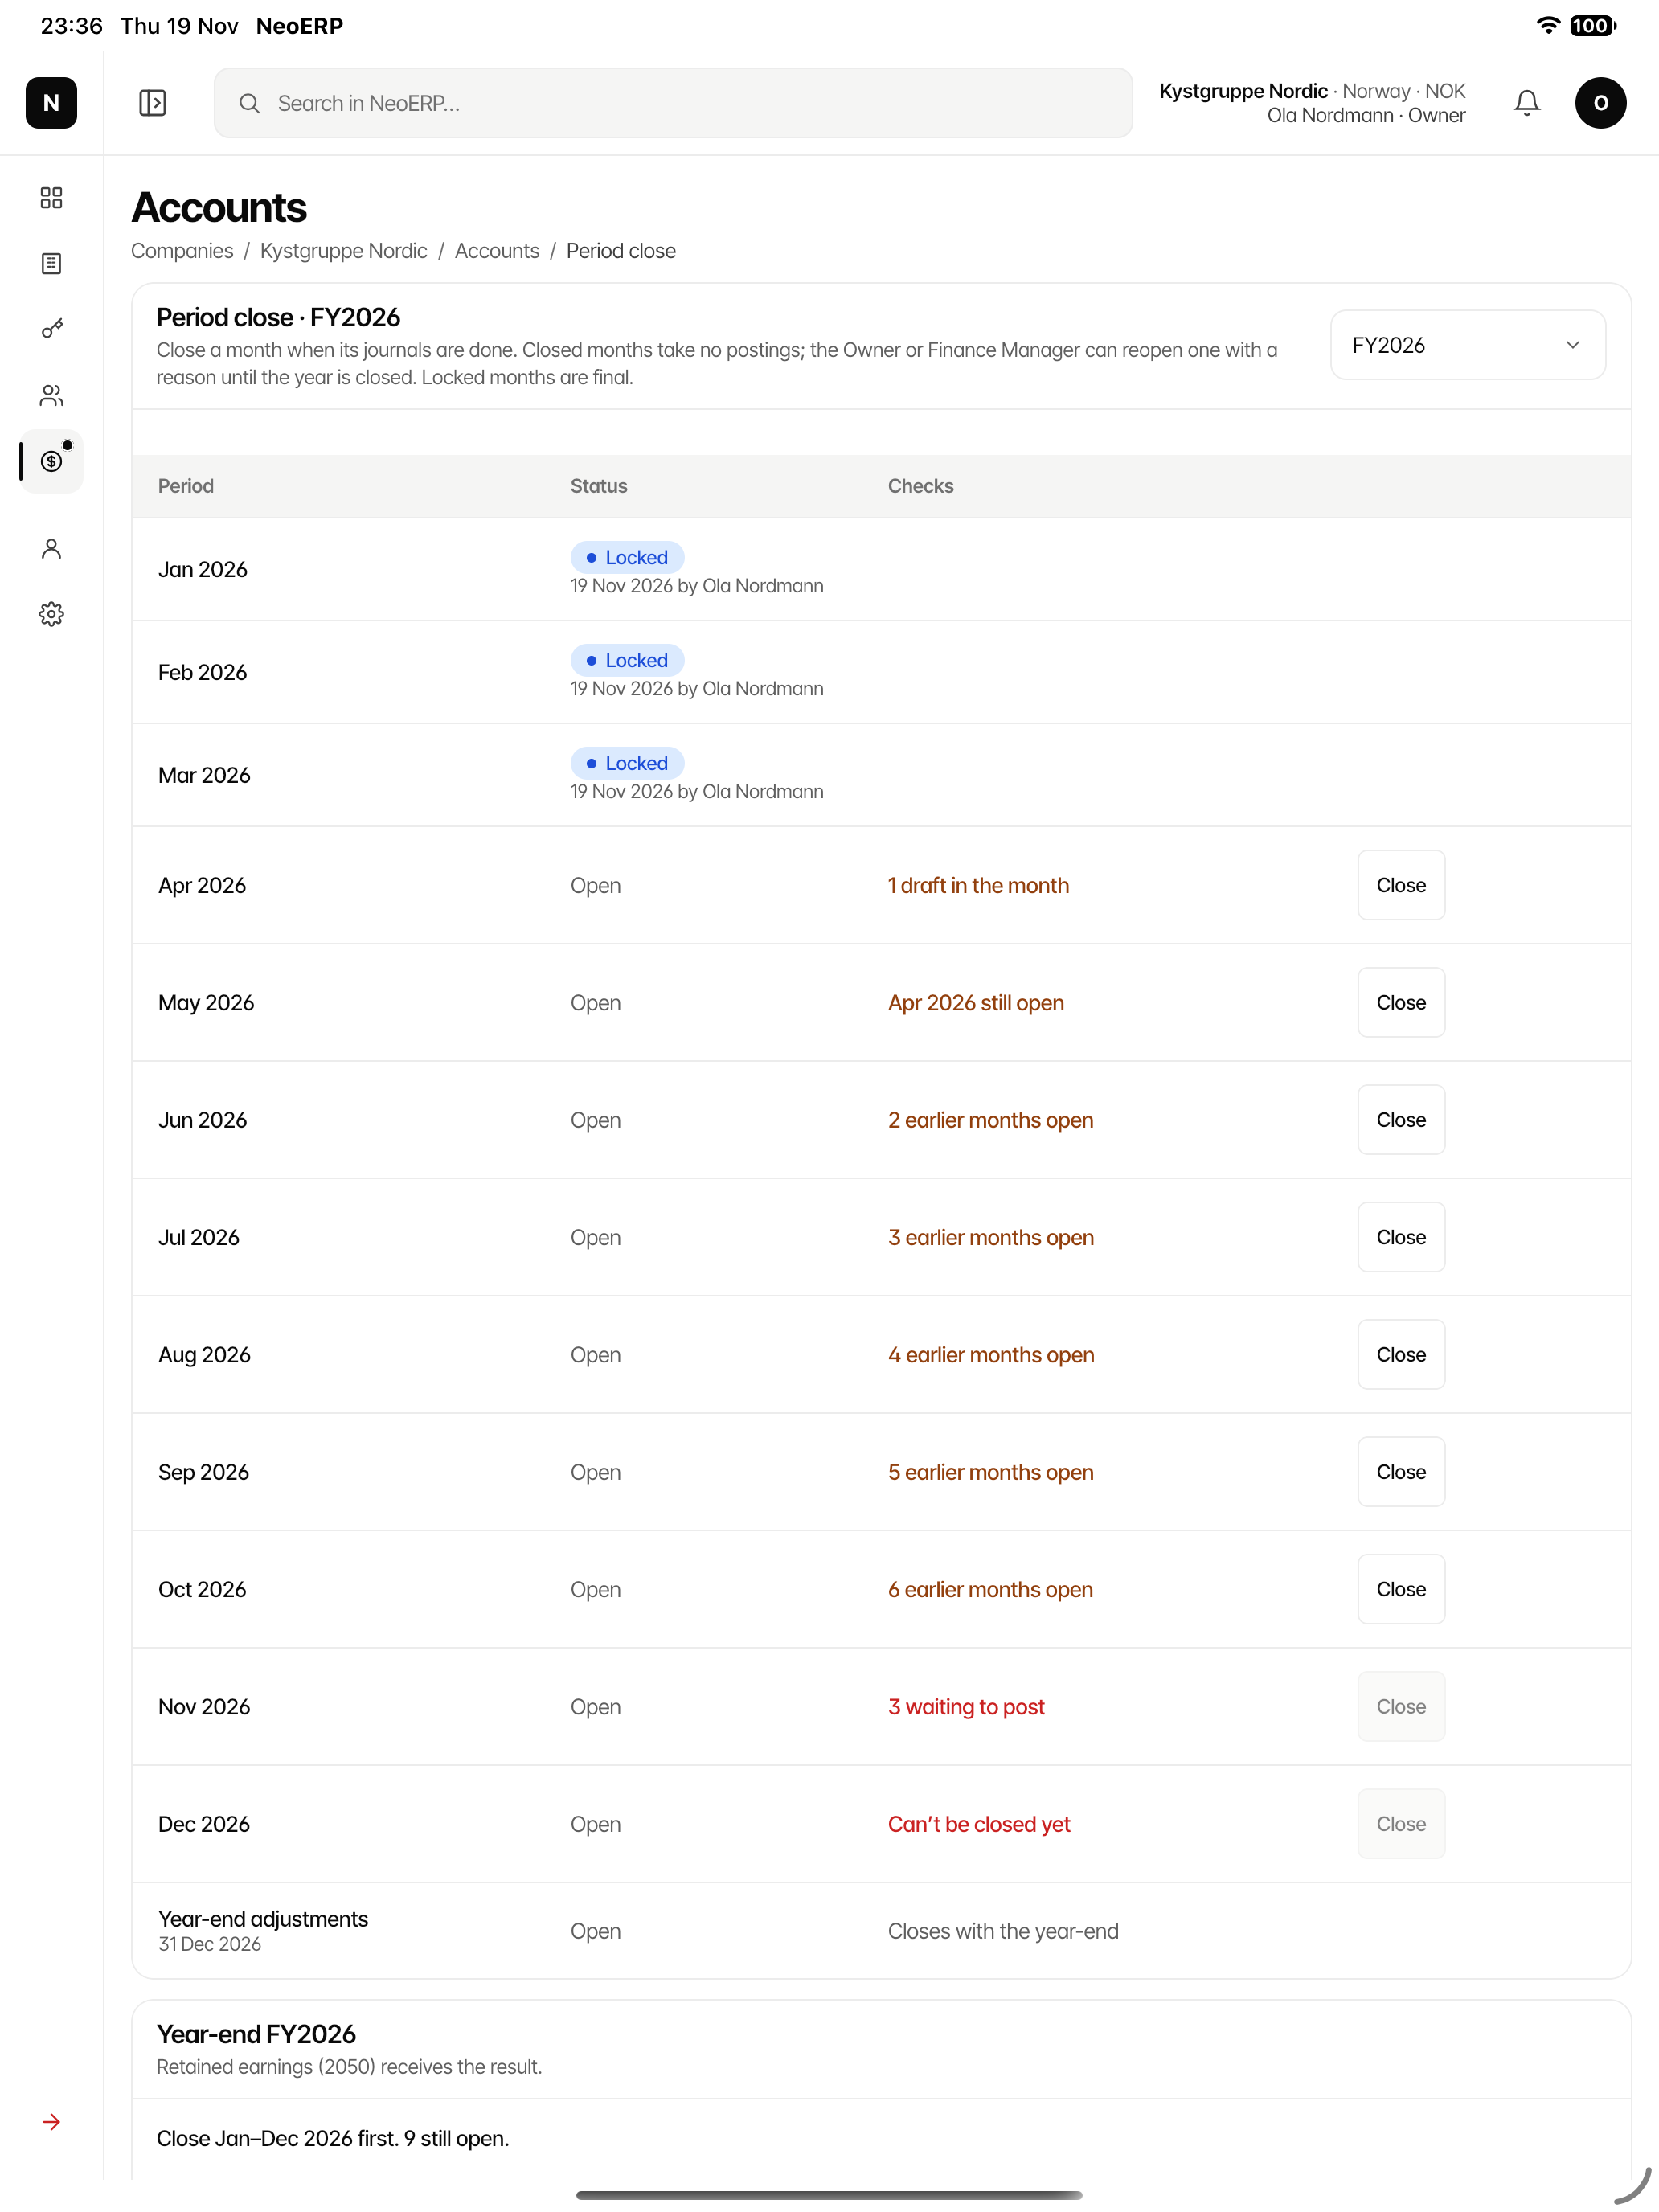 23:36 Thu 19 Nov NeoERP
100
N
Search in NeoERP...
Kystgruppe Nordic · Norway · NOK
Ola Nordmann · Owner
O
Accounts
Companies / Kystgruppe Nordic / Accounts / Period close
Period close · FY2026
Close a month when its journals are done. Closed months take no postings; the Owner or Finance Manager can reopen one with a
reason until the year is closed. Locked months are final.
FY2026
Period Status Checks
Jan 2026 Locked
19 Nov 2026 by Ola Nordmann
Feb 2026 Locked
19 Nov 2026 by Ola Nordmann
Mar 2026 Locked
19 Nov 2026 by Ola Nordmann
Apr 2026 Open 1 draft in the month Close
May 2026 Open Apr 2026 still open Close
Jun 2026 Open 2 earlier months open Close
Jul 2026 Open 3 earlier months open Close
Aug 2026 Open 4 earlier months open Close
Sep 2026 Open 5 earlier months open Close
Oct 2026 Open 6 earlier months open Close
Nov 2026 Open 3 waiting to post Close
Dec 2026 Open Can't be closed yet Close
Year-end adjustments Open Closes with the year-end
31 Dec 2026
Year-end FY2026
Retained earnings (2050) receives the result.
Close Jan–Dec 2026 first. 9 still open.